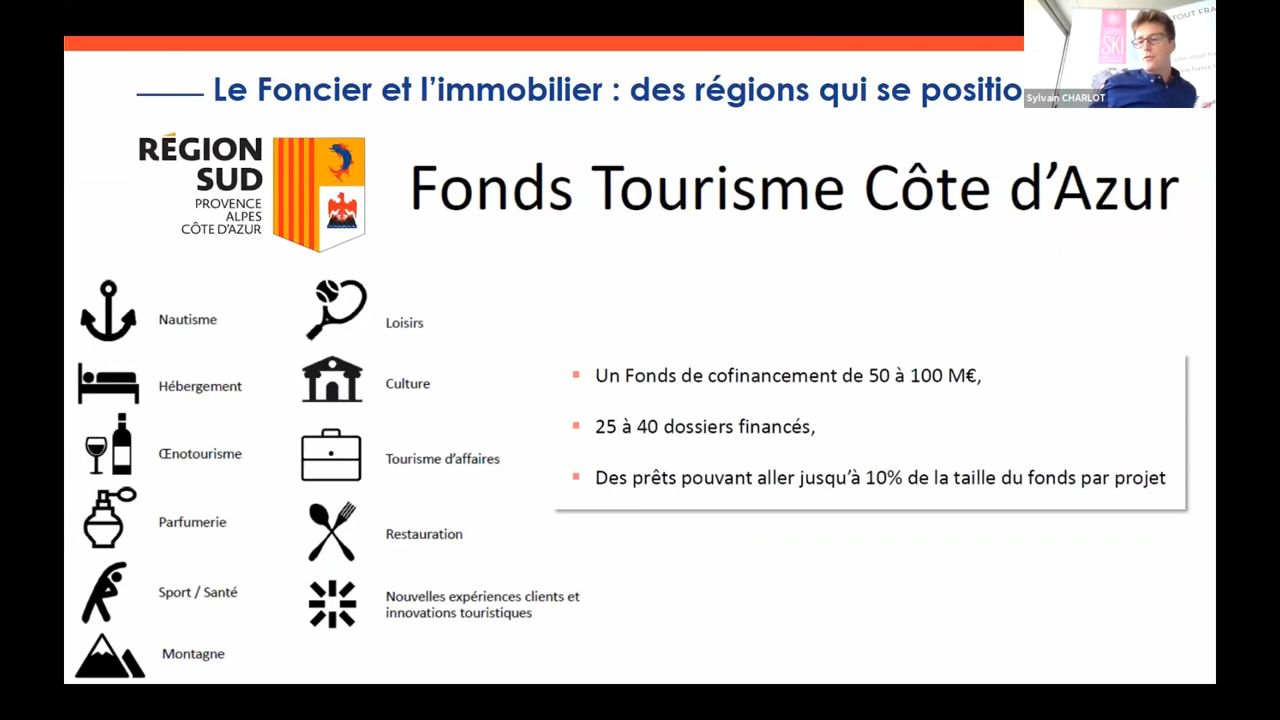 Le Foncier et l’immobilier : des régions qui se positio
Sylvain CHARLOT
GRAND
SKI
RÉGION
SUD
PROVENCE
ALPES
CÔTE D’AZUR
Fonds Tourisme Côte d’Azur
Nautisme
Hébergement
Œnotourisme
Parfumerie
Sport / Santé
Montagne
Loisirs
Culture
Tourisme d’affaires
Restauration
Nouvelles expériences clients et
innovations touristiques
Un Fonds de cofinancement de 50 à 100 M€,
25 à 40 dossiers financés,
Des prêts pouvant aller jusqu’à 10% de la taille du fonds par projet